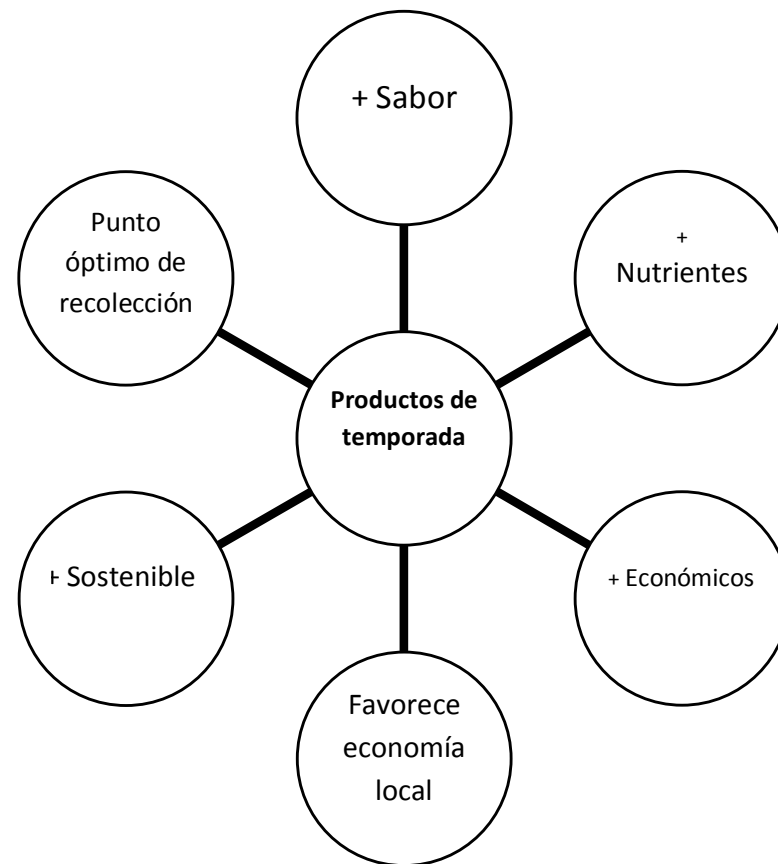 + Sabor
+
Nutrientes
+ Económicos
Favorece
economía
local
+ Sostenible
Punto
óptimo de
recolección
Productos de
temporada